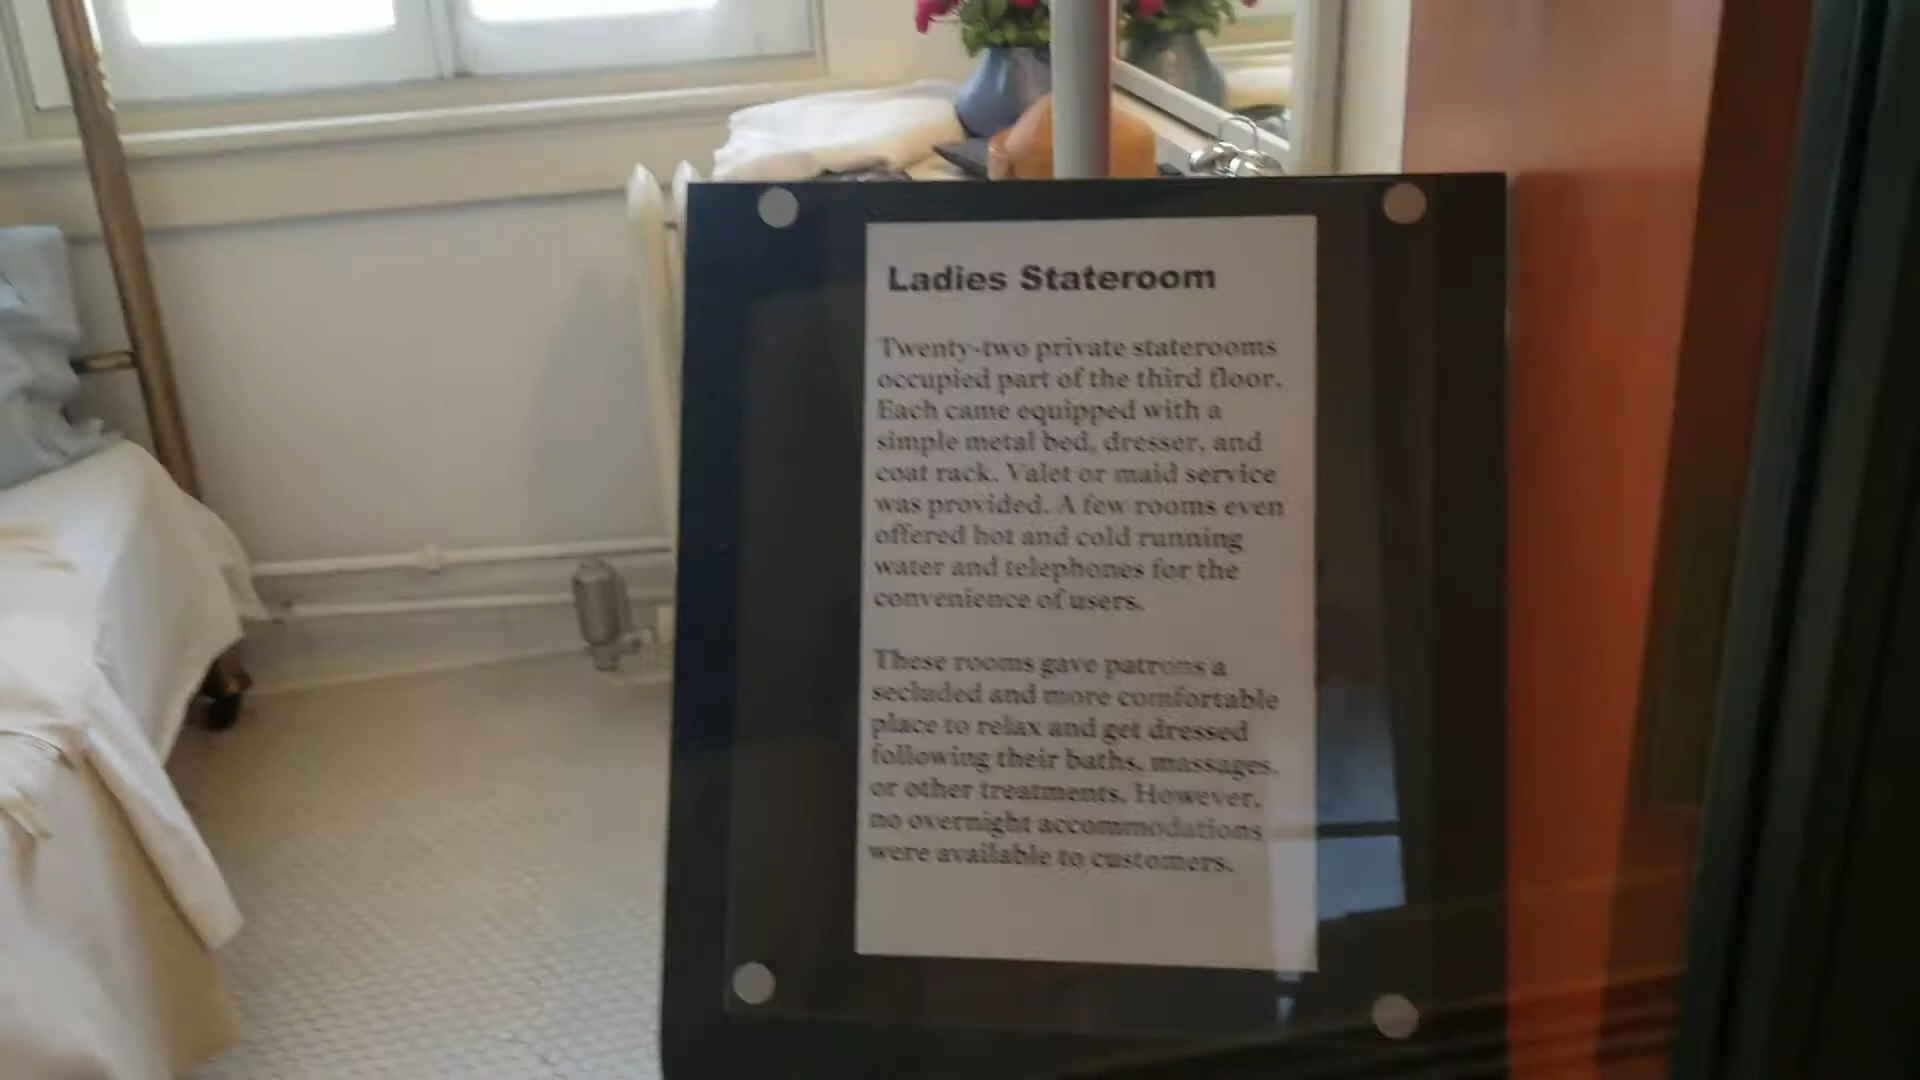 Ladies Stateroom
Twenty-two private staterooms
occupied part of the third floor.
Each came equipped with a
simple metal bed, dresser, and
coat rack. Valet or maid service
was provided. A few rooms even
offered hot and cold running
water and telephones for the
convenience of users.
These rooms gave patrons a
secluded and more comfortable
place to relax and get dressed
following their baths, massages,
or other treatments. However,
no overnight accommodations
were available to customers.